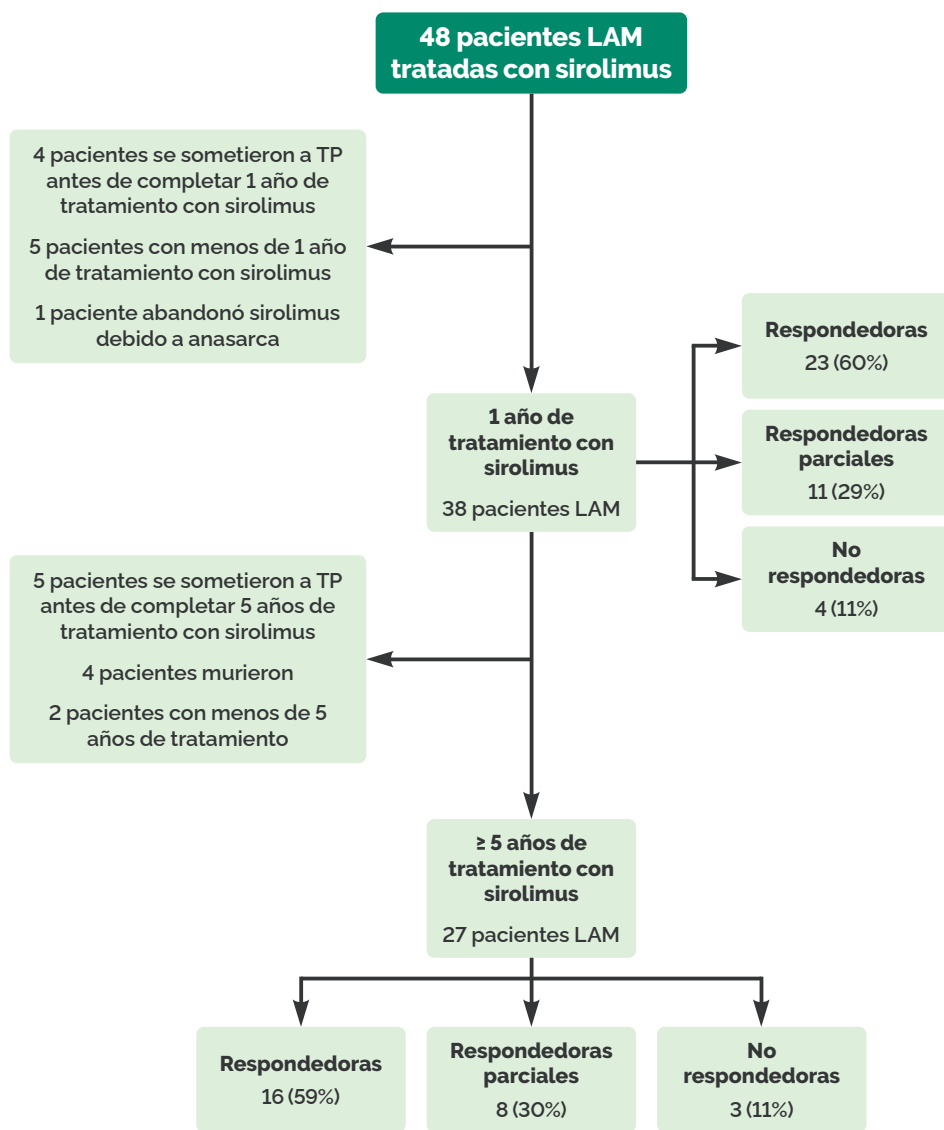 48 pacientes LAM
tratadas con sirolimus
4 pacientes se sometieron a TP
antes de completar 1 año de
tratamiento con sirolimus
5 pacientes con menos de 1 año
de tratamiento con sirolimus
1 paciente abandonó sirolimus
debido a anasarca
1 año de
tratamiento con
sirolimus
38 pacientes LAM
Respondedoras
23 (60%)
Respondedoras
parciales
11 (29%)
No
respondedoras
4 (11%)
5 pacientes se sometieron a TP
antes de completar 5 años de
tratamiento con sirolimus
4 pacientes murieron
2 pacientes con menos de 5
años de tratamiento
≥ 5 años de
tratamiento con
sirolimus
27 pacientes LAM
Respondedoras
16 (59%)
Respondedoras
parciales
8 (30%)
No
respondedoras
3 (11%)